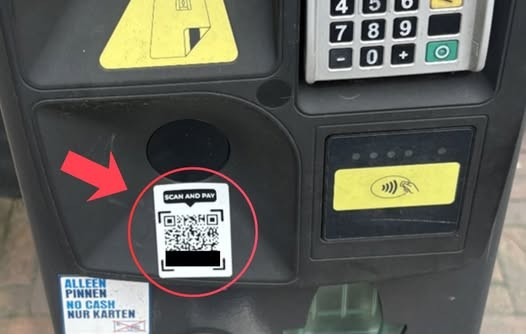 4 5 6
7 8 9
- 0 +
SCAN AND PAY
ALLEEN
PINNEN
NO CASH
NUR KARTEN